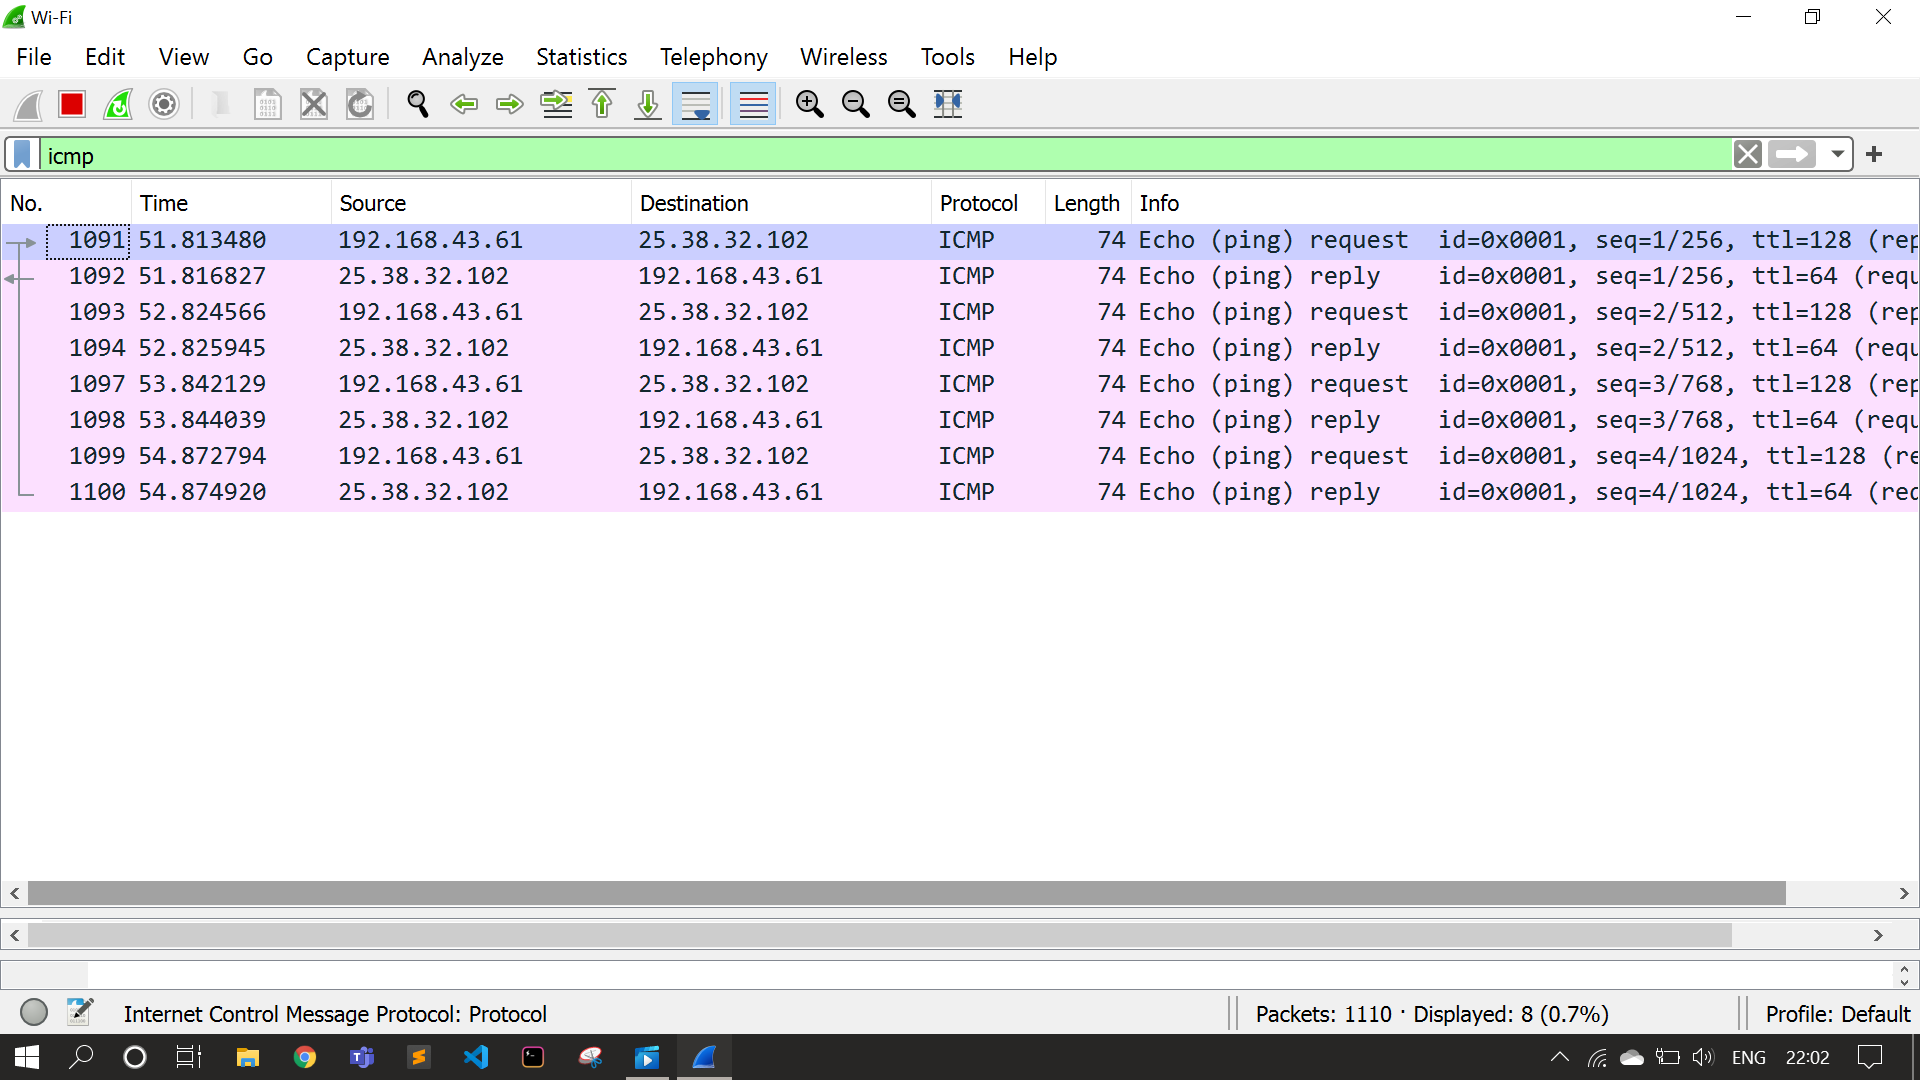 Wi-Fi
File Edit View Go Capture Analyze Statistics Telephony Wireless Tools Help
icmp
No. Time Source Destination Protocol Length Info
1091 51.813480 192.168.43.61 25.38.32.102 ICMP 74 Echo (ping) request id=0x0001, seq=1/256, ttl=128 (rep
1092 51.816827 25.38.32.102 192.168.43.61 ICMP 74 Echo (ping) reply id=0x0001, seq=1/256, ttl=64 (requ
1093 52.824566 192.168.43.61 25.38.32.102 ICMP 74 Echo (ping) request id=0x0001, seq=2/512, ttl=128 (rep
1094 52.825945 25.38.32.102 192.168.43.61 ICMP 74 Echo (ping) reply id=0x0001, seq=2/512, ttl=64 (requ
1097 53.842129 192.168.43.61 25.38.32.102 ICMP 74 Echo (ping) request id=0x0001, seq=3/768, ttl=128 (rep
1098 53.844039 25.38.32.102 192.168.43.61 ICMP 74 Echo (ping) reply id=0x0001, seq=3/768, ttl=64 (requ
1099 54.872794 192.168.43.61 25.38.32.102 ICMP 74 Echo (ping) request id=0x0001, seq=4/1024, ttl=128 (re
1100 54.874920 25.38.32.102 192.168.43.61 ICMP 74 Echo (ping) reply id=0x0001, seq=4/1024, ttl=64 (req
Internet Control Message Protocol: Protocol Packets: 1110 · Displayed: 8 (0.7%) Profile: Default
ENG 22:02